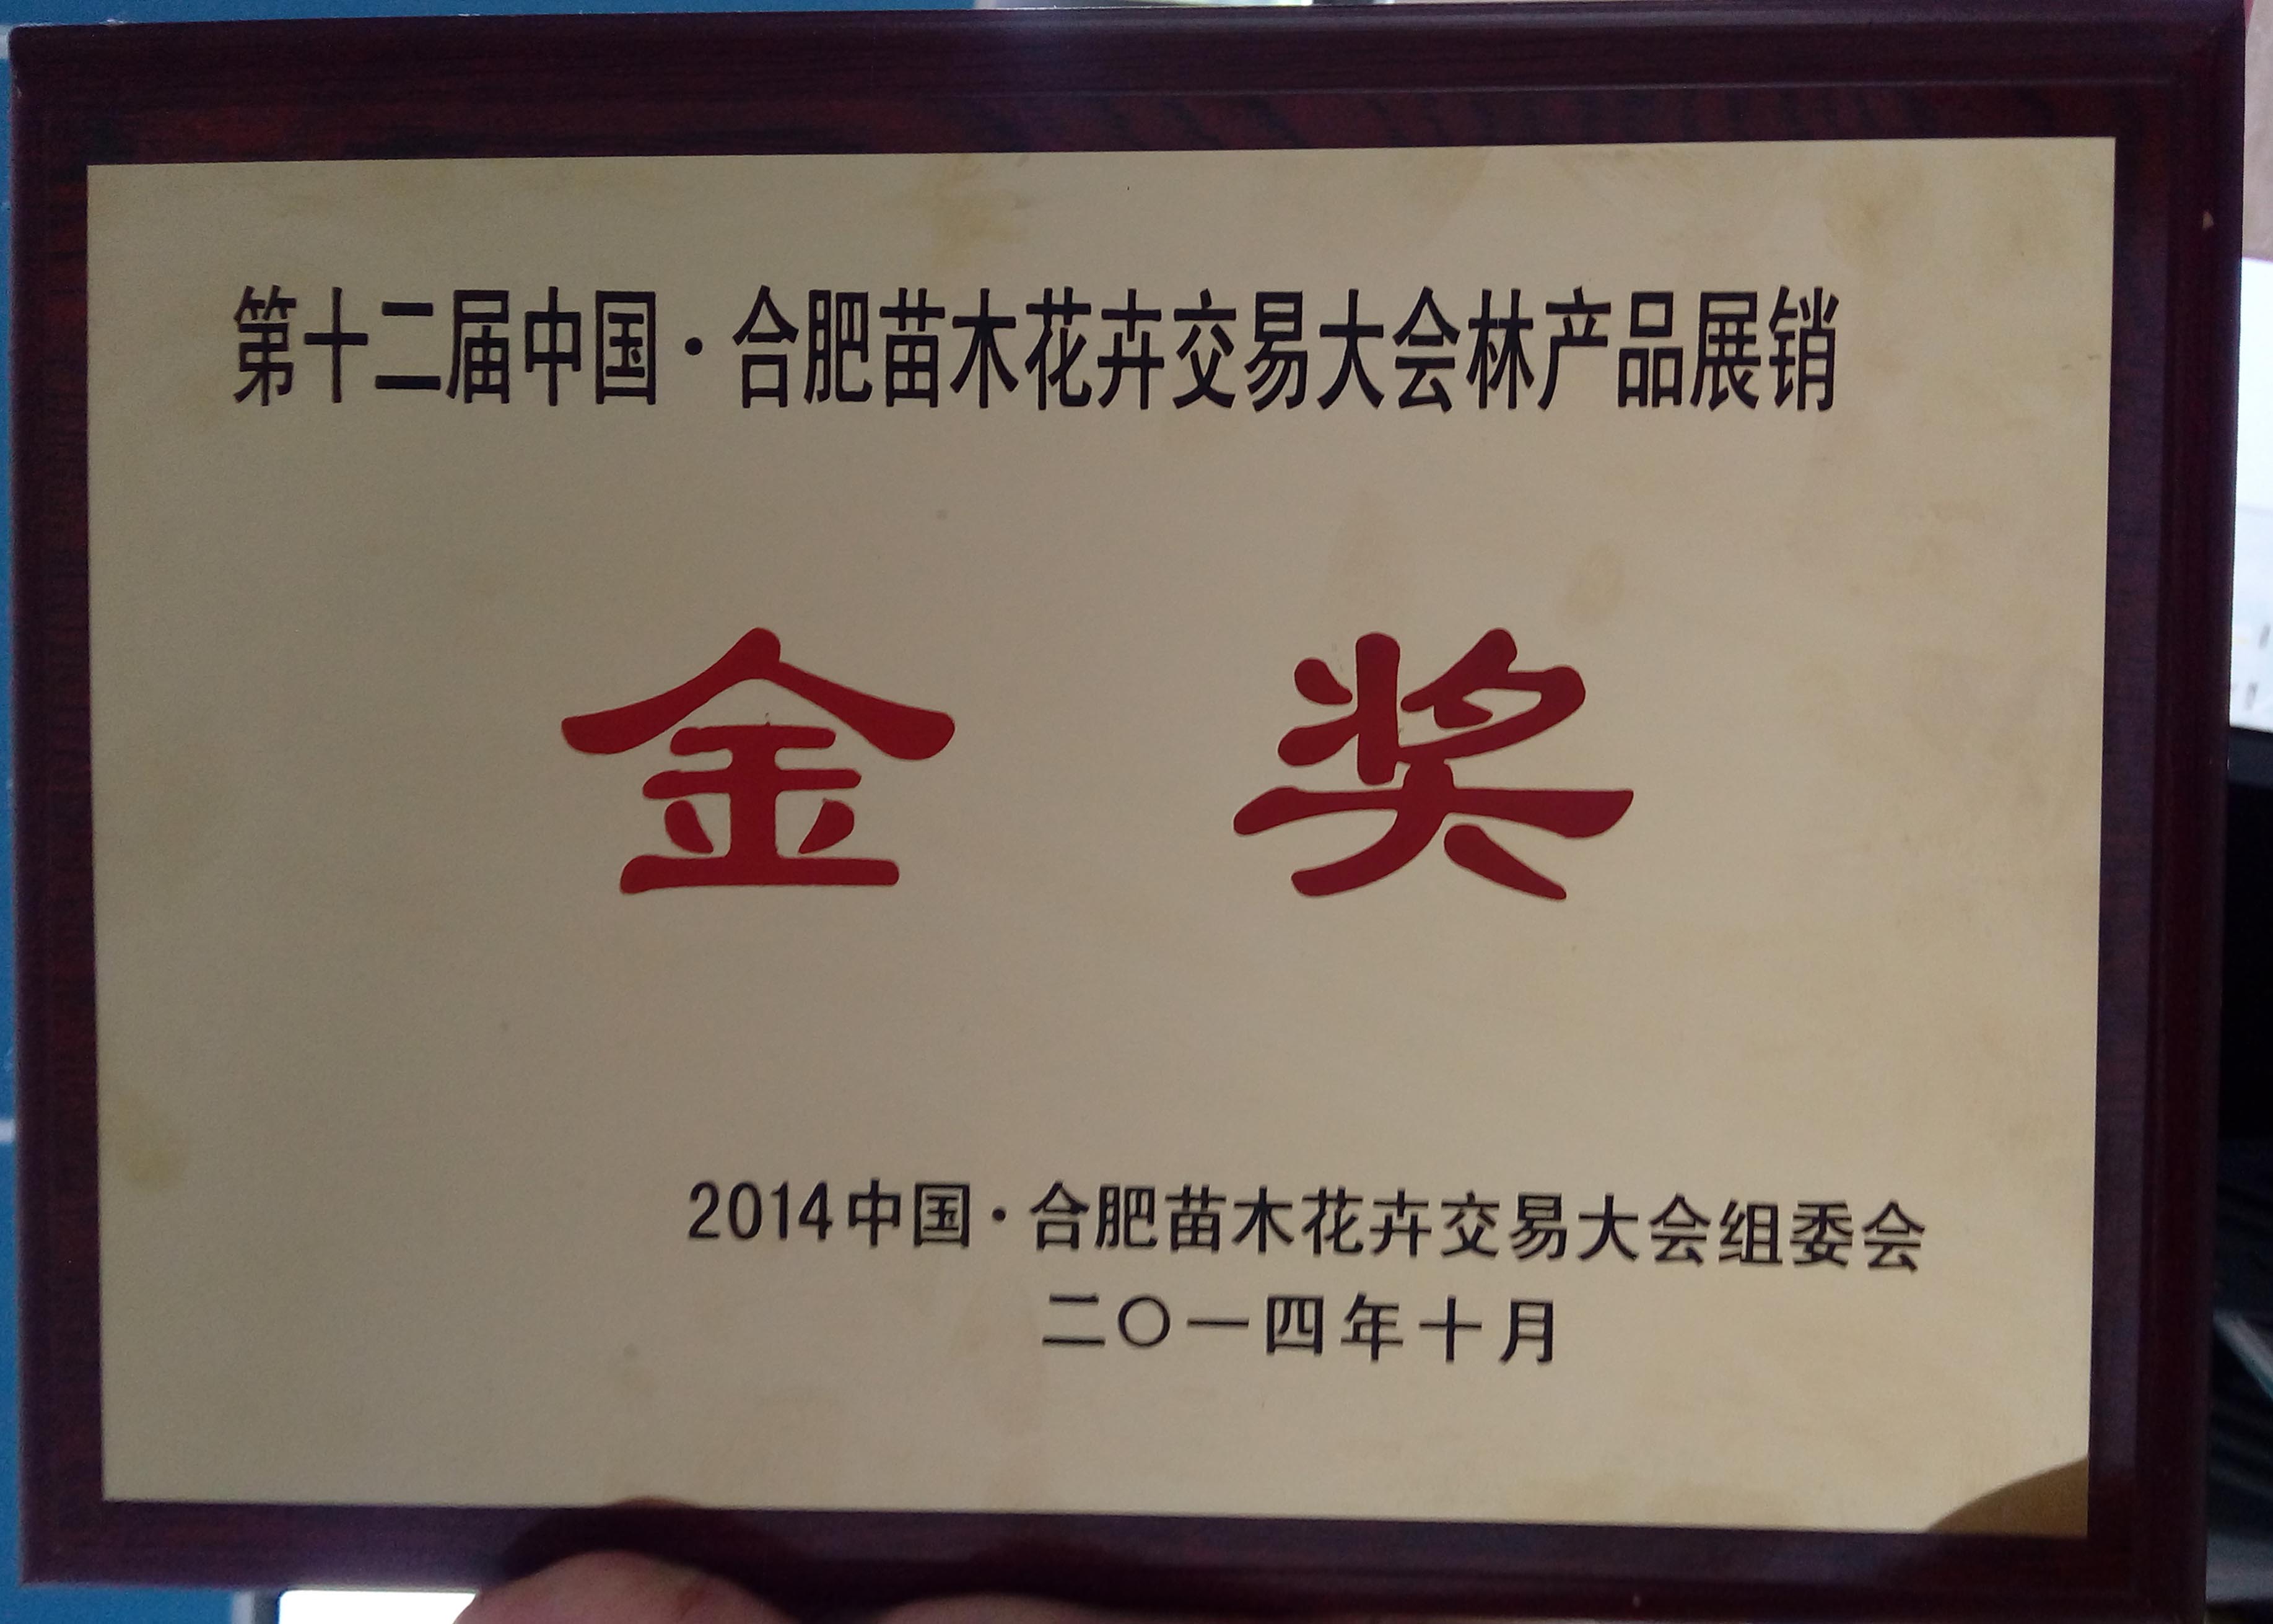 第十二届中国·合肥苗木花卉交易大会林产品展销
金 奖
2014中国·合肥苗木花卉交易大会组委会
二〇一四年十月